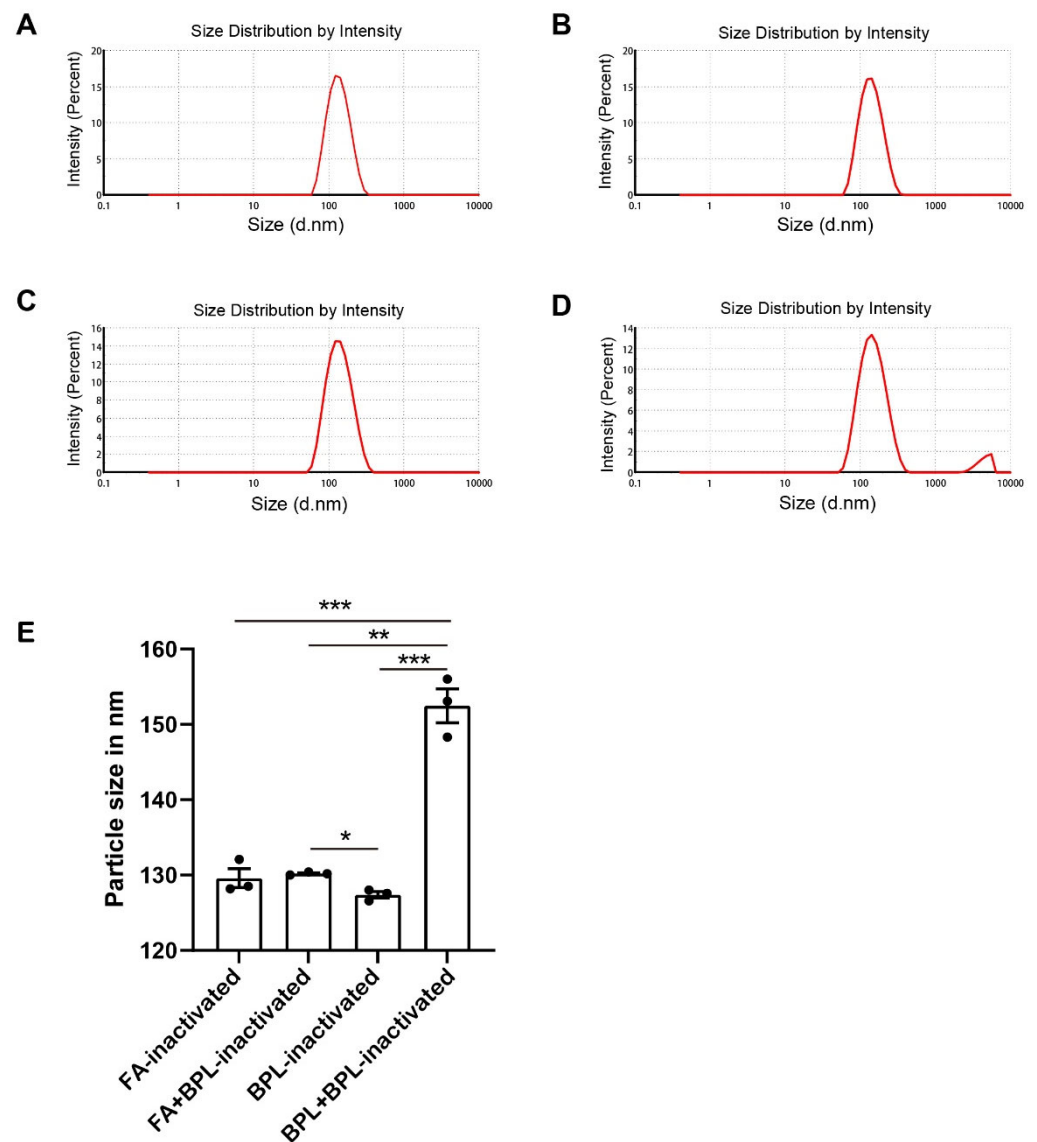 A
Size Distribution by Intensity
Intensity (Percent)
20
15
10
5
0
0.1 1 10 100 1000 10000
Size (d.nm)
B
Size Distribution by Intensity
Intensity (Percent)
20
15
10
5
0
0.1 1 10 100 1000 10000
Size (d.nm)
C
Size Distribution by Intensity
Intensity (Percent)
16
14
12
10
8
6
4
2
0
0.1 1 10 100 1000 10000
Size (d.nm)
D
Size Distribution by Intensity
Intensity (Percent)
14
12
10
8
6
4
2
0
0.1 1 10 100 1000 10000
Size (d.nm)
E
***
**
***
*
Particle size in nm
160
150
140
130
120
FA-inactivated
FA+BPL-inactivated
BPL-inactivated
BPL+BPL-inactivated